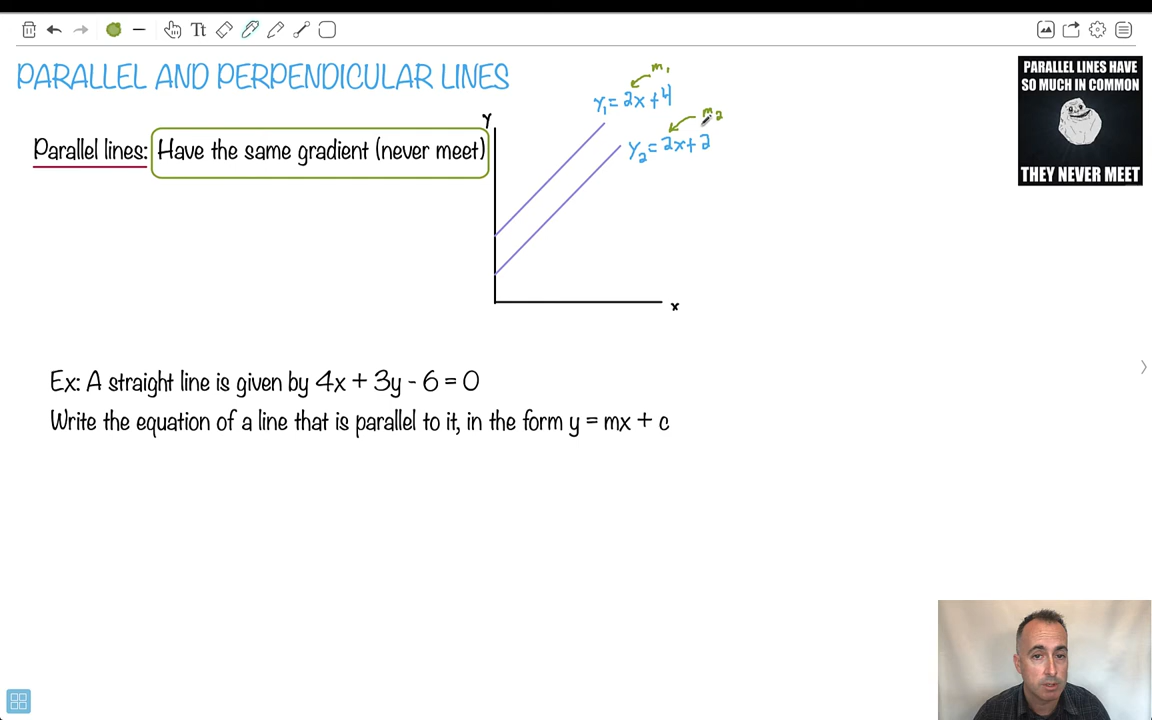 Tt
PARALLEL AND PERPENDICULAR LINES
Parallel lines: Have the same gradient (never meet)
m₁
y₁ = 2x + 4
m₂
y₂ = 2x + 2
y
x
PARALLEL LINES HAVE
SO MUCH IN COMMON
THEY NEVER MEET
Ex: A straight line is given by 4x + 3y - 6 = 0
Write the equation of a line that is parallel to it, in the form y = mx + c